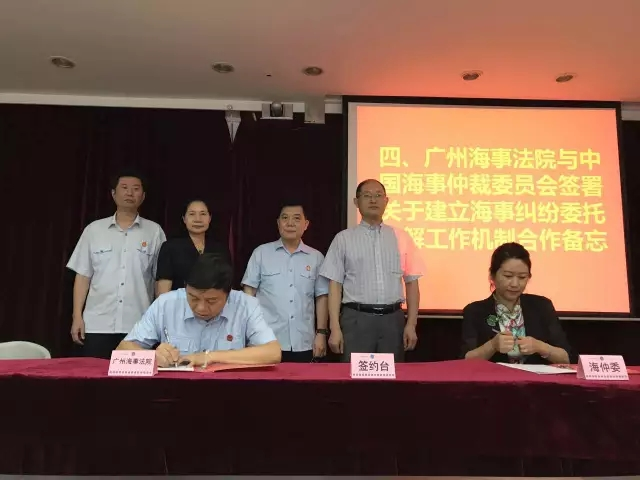 四、广州海事法院与中
国海事仲裁委员会签署
关于建立海事纠纷委托
解工作机制合作备忘
广州海事法院
签约台
海仲委